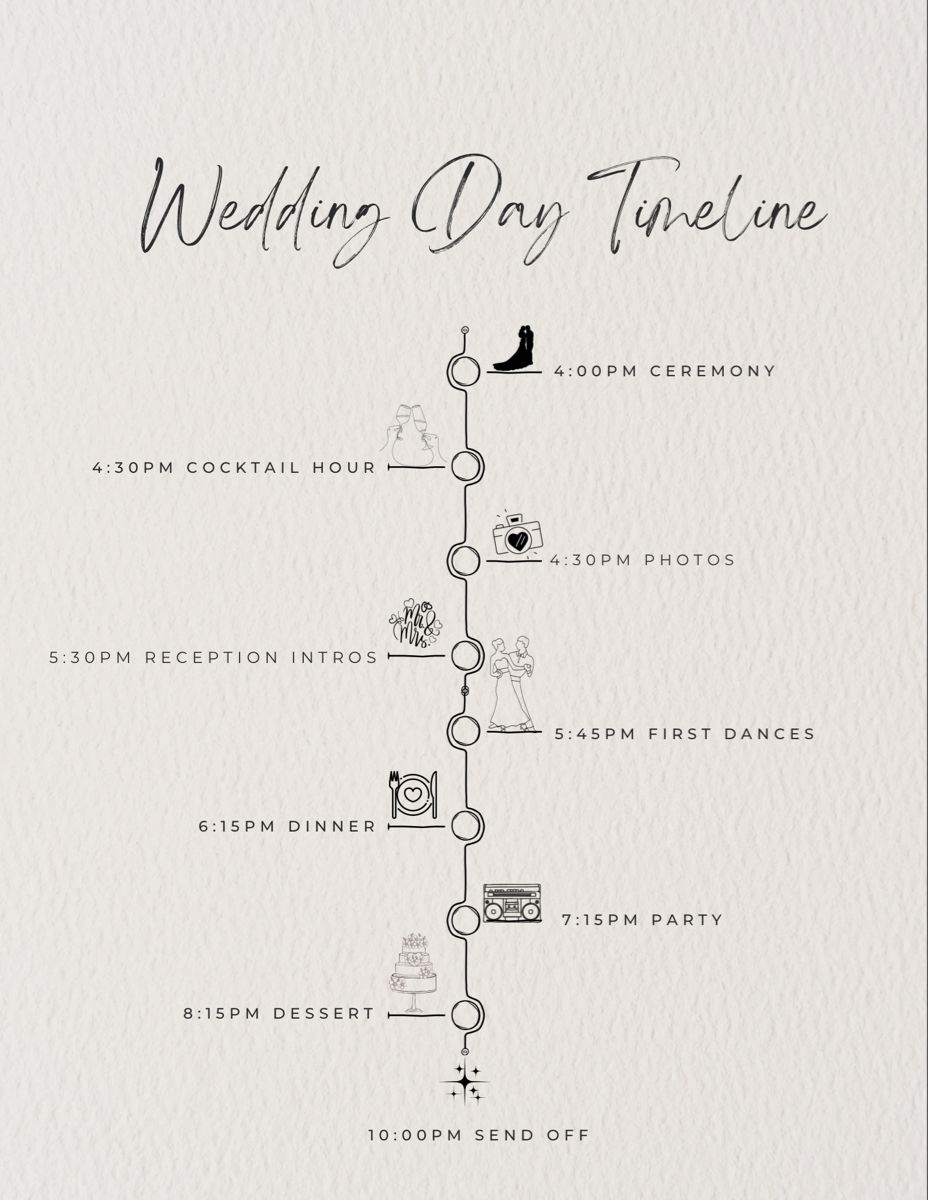 Wedding Day Timeline
4:00PM CEREMONY
4:30PM COCKTAIL HOUR
4:30PM PHOTOS
Mr & Mrs.
5:30PM RECEPTION INTROS
5:45PM FIRST DANCES
6:15PM DINNER
7:15PM PARTY
8:15PM DESSERT
10:00PM SEND OFF